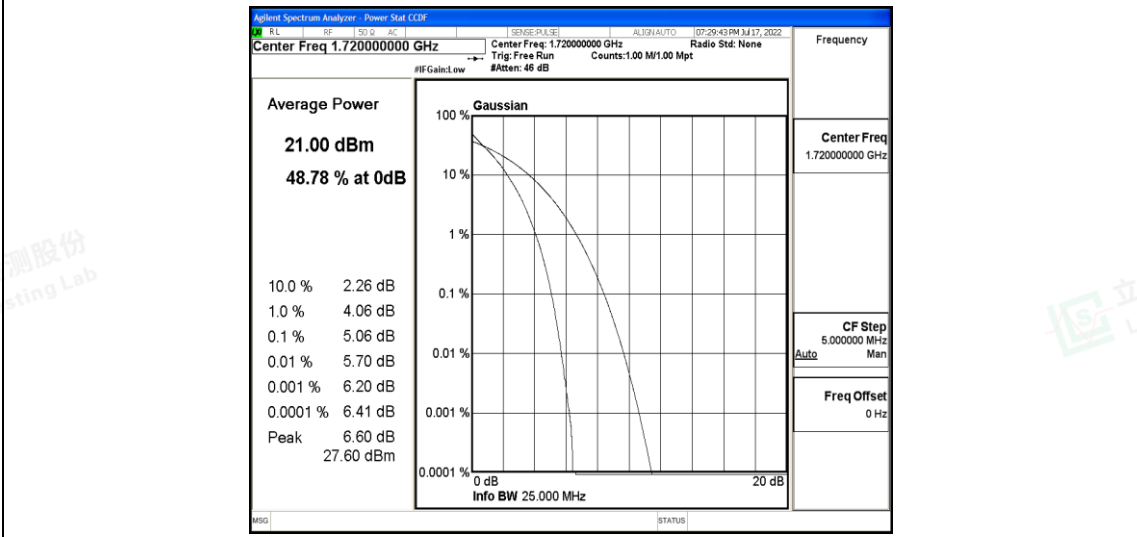 Agilent Spectrum Analyzer - Power Stat CCDF
RL RF 50 Ω AC SENSE:PULSE ALIGN AUTO 07:29:43 PM Jul 17, 2022
Center Freq 1.720000000 GHz
Center Freq: 1.720000000 GHz Radio Std: None
Trig: Free Run Counts:1.00 M/1.00 Mpt
#IFGain:Low #Atten: 46 dB
Frequency
Average Power
21.00 dBm
48.78 % at 0dB
10.0 % 2.26 dB
1.0 % 4.06 dB
0.1 % 5.06 dB
0.01 % 5.70 dB
0.001 % 6.20 dB
0.0001 % 6.41 dB
Peak 6.60 dB
27.60 dBm
Gaussian
100 %
10 %
1 %
0.1 %
0.01 %
0.001 %
0.0001 %
0 dB 20 dB
Info BW 25.000 MHz
Center Freq
1.720000000 GHz
CF Step
5.000000 MHz
Auto Man
Freq Offset
0 Hz
MSG STATUS
测股份
sting Lab
立
L